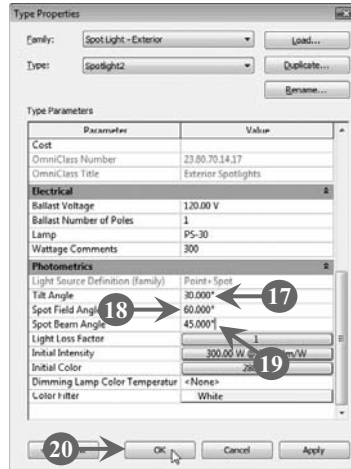 Type Properties
Family: Spot Light - Exterior Load...
Type: Spotlight2 Duplicate...
Rename...
Type Parameters
Parameter Value
Cost
OmniClass Number 23.80.70.14.17
OmniClass Title Exterior Spotlights
Electrical
Ballast Voltage 120.00 V
Ballast Number of Poles 1
Lamp PS-30
Wattage Comments 300
Photometrics
Light Source Definition (family) Point+Spot
Tilt Angle 30.000° 17
Spot Field 18 60.000°
Spot Beam Angle 45.000° 19
Light Loss Factor 1
Initial Intensity 300.00 W
Initial Color
Dimming Lamp Color Temperatur <None>
Color Filter White
20 OK Cancel Apply